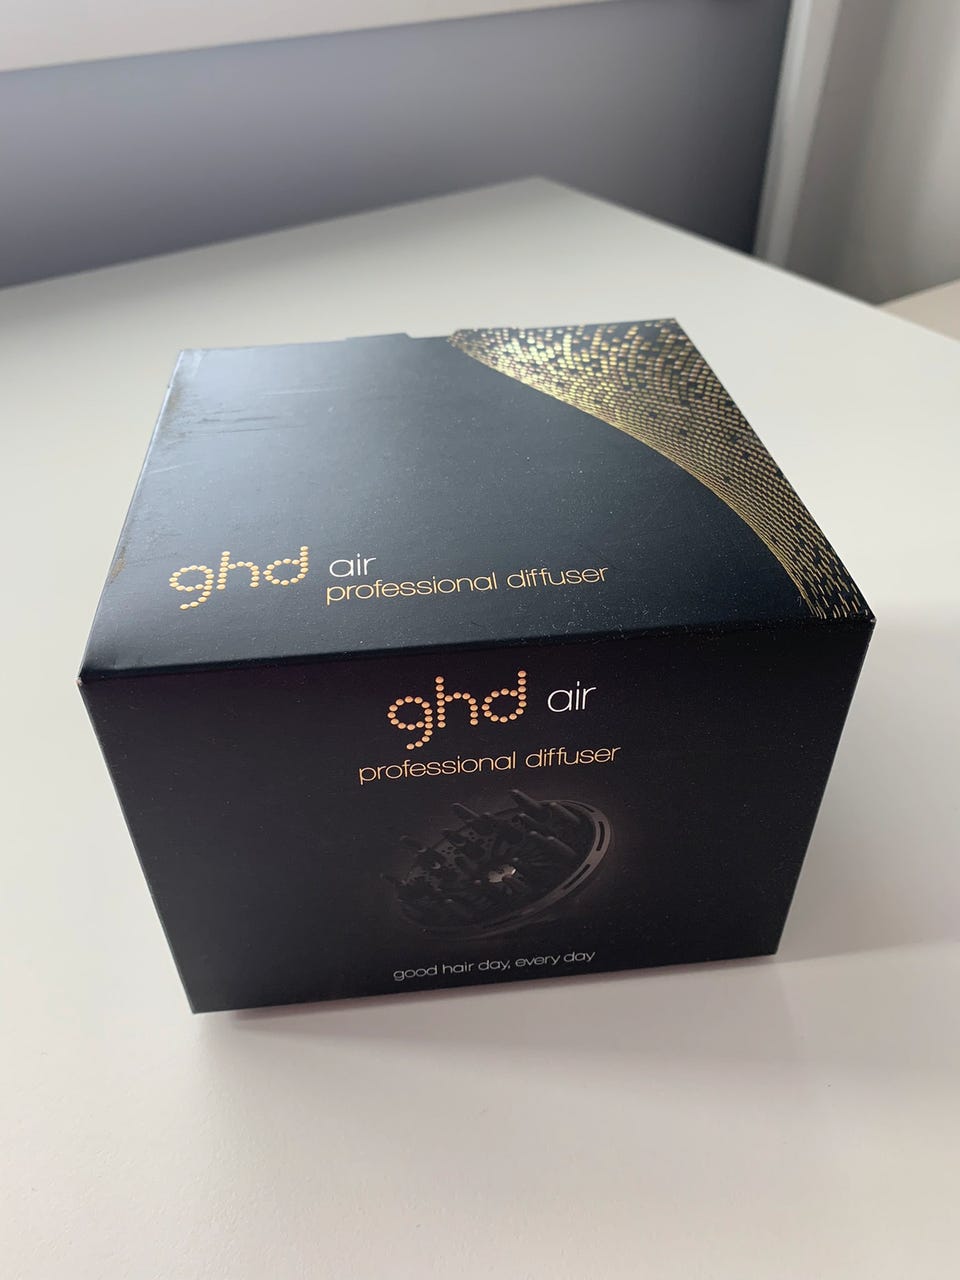 ghd air
professional diffuser
ghd air
professional diffuser
good hair day, every day